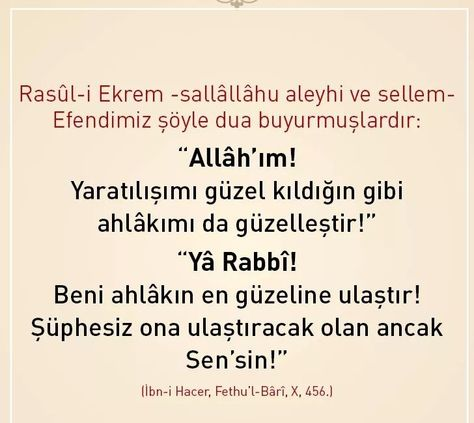 Rasûl-i Ekrem -sallâllâhu aleyhi ve sellem-
Efendimiz şöyle dua buyurmuşlardır:
“Allâh’ım!
Yaratılışımı güzel kıldığın gibi
ahlâkımı da güzelleştir!”
“Yâ Rabbî!
Beni ahlâkın en güzeline ulaştır!
Şüphesiz ona ulaştıracak olan ancak
Sen’sin!”
(İbn-i Hacer, Fethu’l-Bârî, X, 456.)